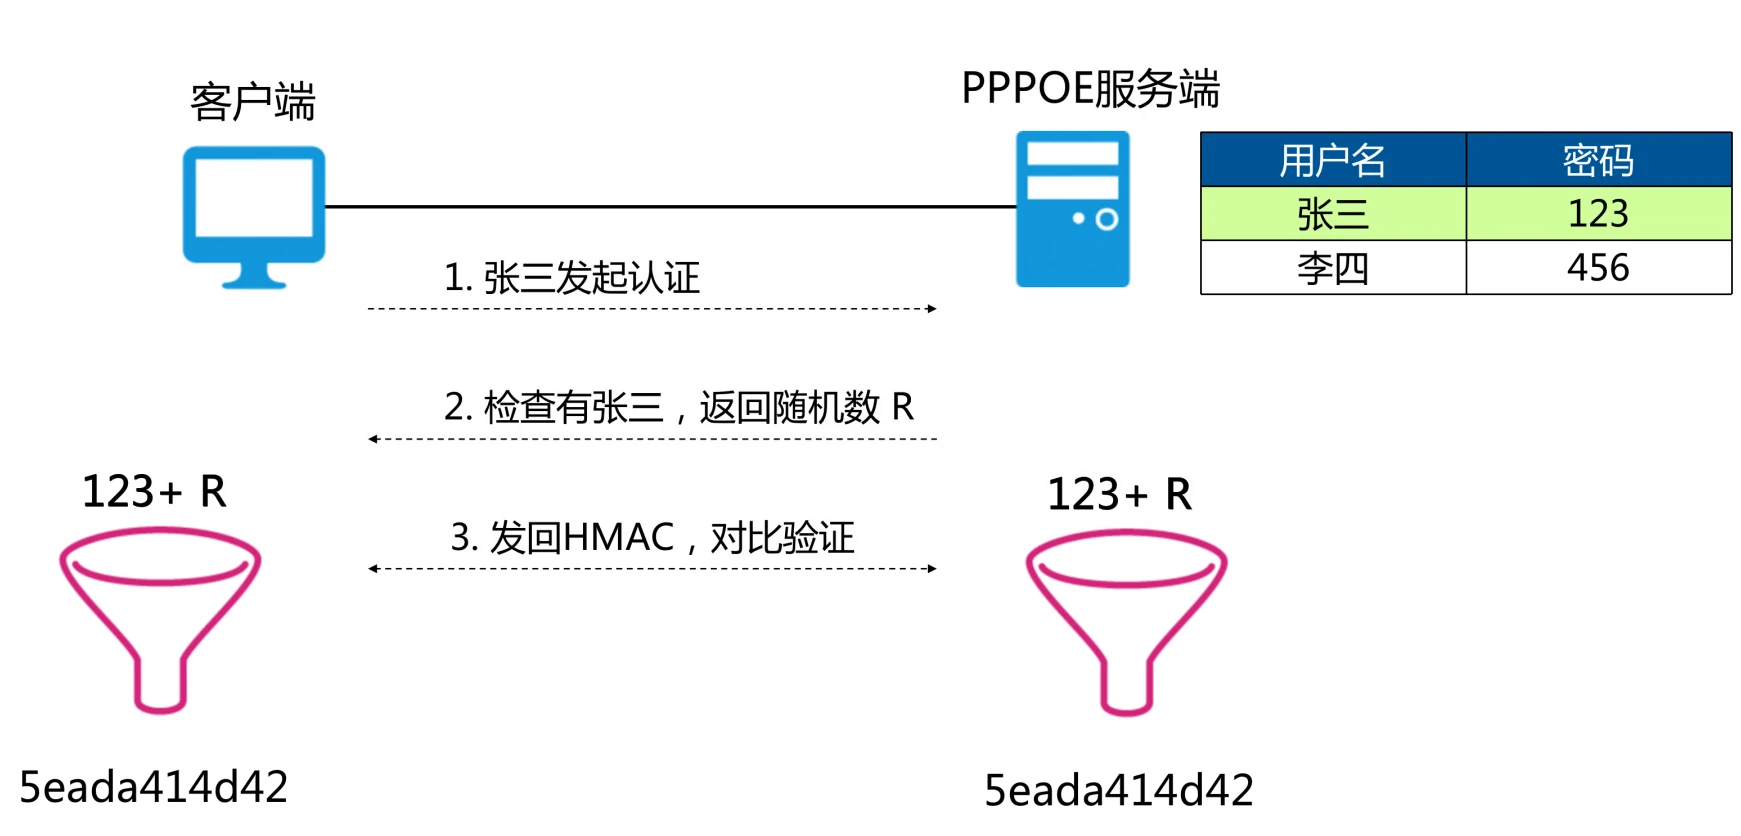 客户端
PPPOE服务端
用户名 密码
张三 123
李四 456
1. 张三发起认证
2. 检查有张三，返回随机数 R
123+ R
123+ R
3. 发回HMAC，对比验证
5eada414d42
5eada414d42